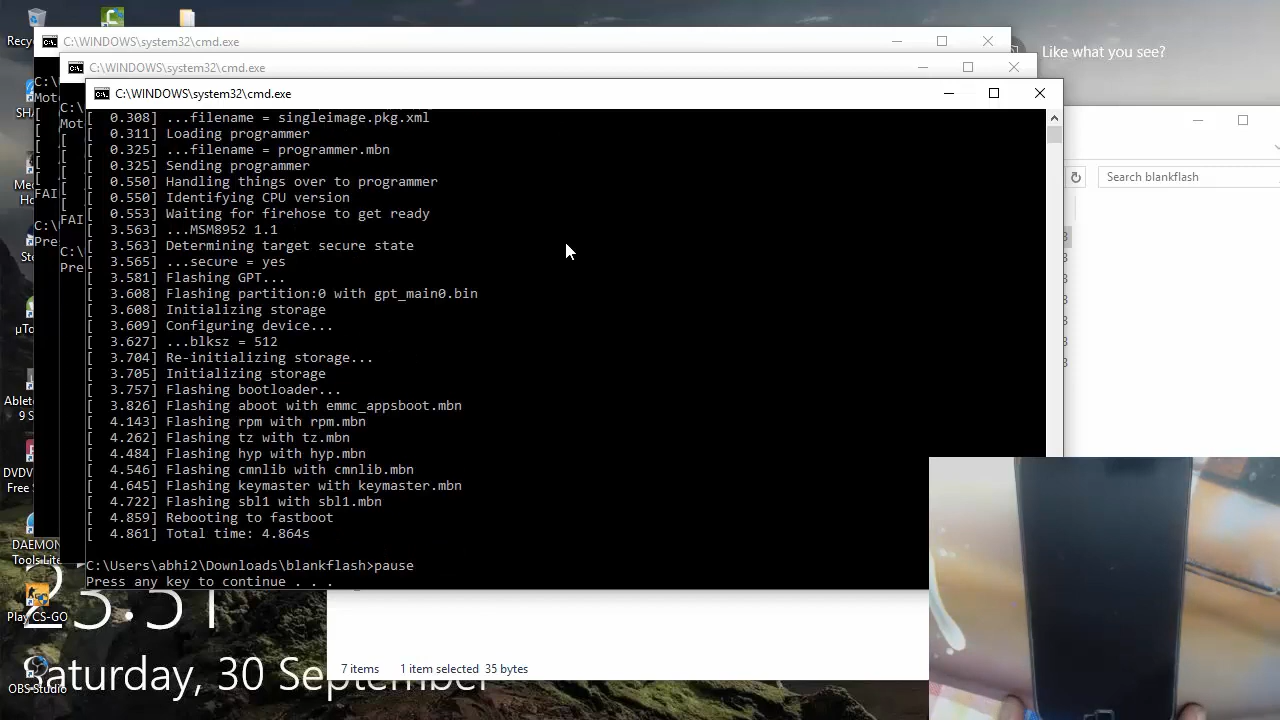 Recy
C:\WINDOWS\system32\cmd.exe
C:\WINDOWS\system32\cmd.exe
C:\WINDOWS\system32\cmd.exe
Like what you see?
Search blankflash
C:\
Mot
[
[
[
[
FAI
C:\
Pre
C:\
Mot
[
[
[
[
FAI
C:\
Pre
[  0.308] ...filename = singleimage.pkg.xml
[  0.311] Loading programmer
[  0.325] ...filename = programmer.mbn
[  0.325] Sending programmer
[  0.550] Handling things over to programmer
[  0.550] Identifying CPU version
[  0.553] Waiting for firehose to get ready
[  3.563] ...MSM8952 1.1
[  3.563] Determining target secure state
[  3.565] ...secure = yes
[  3.581] Flashing GPT...
[  3.608] Flashing partition:0 with gpt_main0.bin
[  3.608] Initializing storage
[  3.609] Configuring device...
[  3.627] ...blksz = 512
[  3.704] Re-initializing storage...
[  3.705] Initializing storage
[  3.757] Flashing bootloader...
[  3.826] Flashing aboot with emmc_appsboot.mbn
[  4.143] Flashing rpm with rpm.mbn
[  4.262] Flashing tz with tz.mbn
[  4.484] Flashing hyp with hyp.mbn
[  4.546] Flashing cmnlib with cmnlib.mbn
[  4.645] Flashing keymaster with keymaster.mbn
[  4.722] Flashing sbl1 with sbl1.mbn
[  4.859] Rebooting to fastboot
[  4.861] Total time: 4.864s
C:\Users\abhi2\Downloads\blankflash>pause
Press any key to continue . . .
SHA
Me
Ho
Ste
µTo
Ablet
9 S
DVDV
Free S
DAEMON
Tools Lite
Play CS-GO
OBS Studio
23:31
Saturday, 30 September
7 items
1 item selected 35 bytes